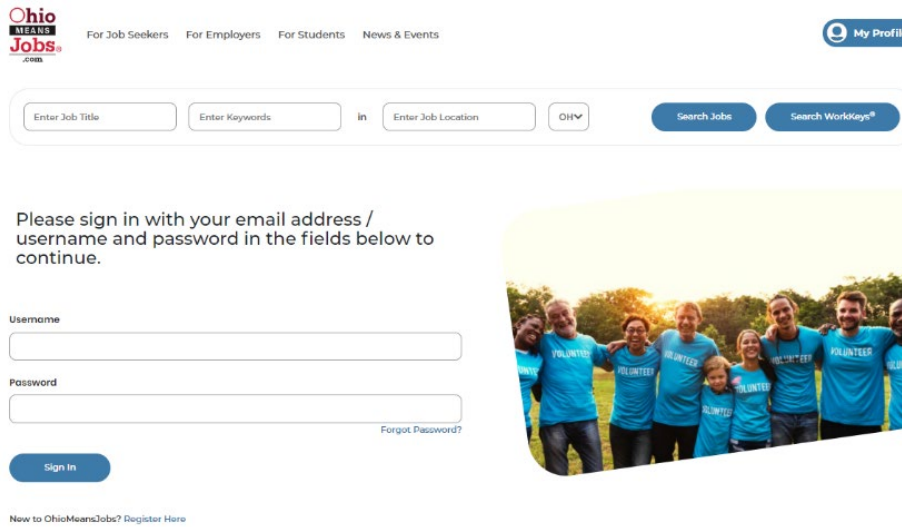 Ohio
MEANS
Jobs®
.com
For Job Seekers For Employers For Students News & Events
My Profil
Enter Job Title Enter Keywords in Enter Job Location OH Search Jobs Search WorkKeys®
Please sign in with your email address /
username and password in the fields below to
continue.
Username
Password
Forgot Password?
Sign In
New to OhioMeansJobs? Register Here
VOLUNTEER
VOLUNTEER
VOLUNTEER
VOLUNTEER
VOLUNTEER
VOLUNTEER
VOLUNTEER